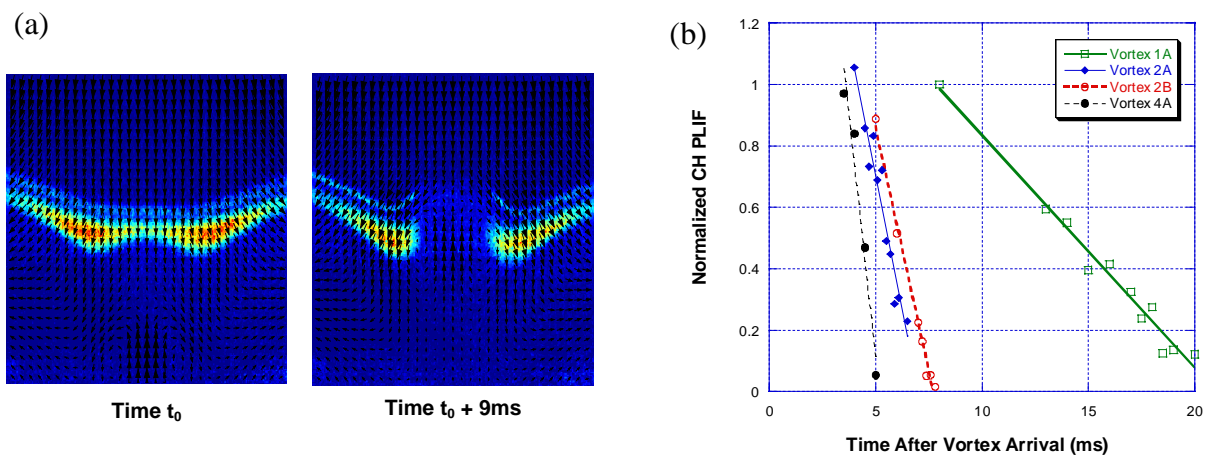 (a)
Time t₀
Time t₀ + 9ms
(b)
Normalized CH PLIF
1.2
1
0.8
0.6
0.4
0.2
0
Vortex 1A
Vortex 2A
Vortex 2B
Vortex 4A
0 5 10 15 20
Time After Vortex Arrival (ms)